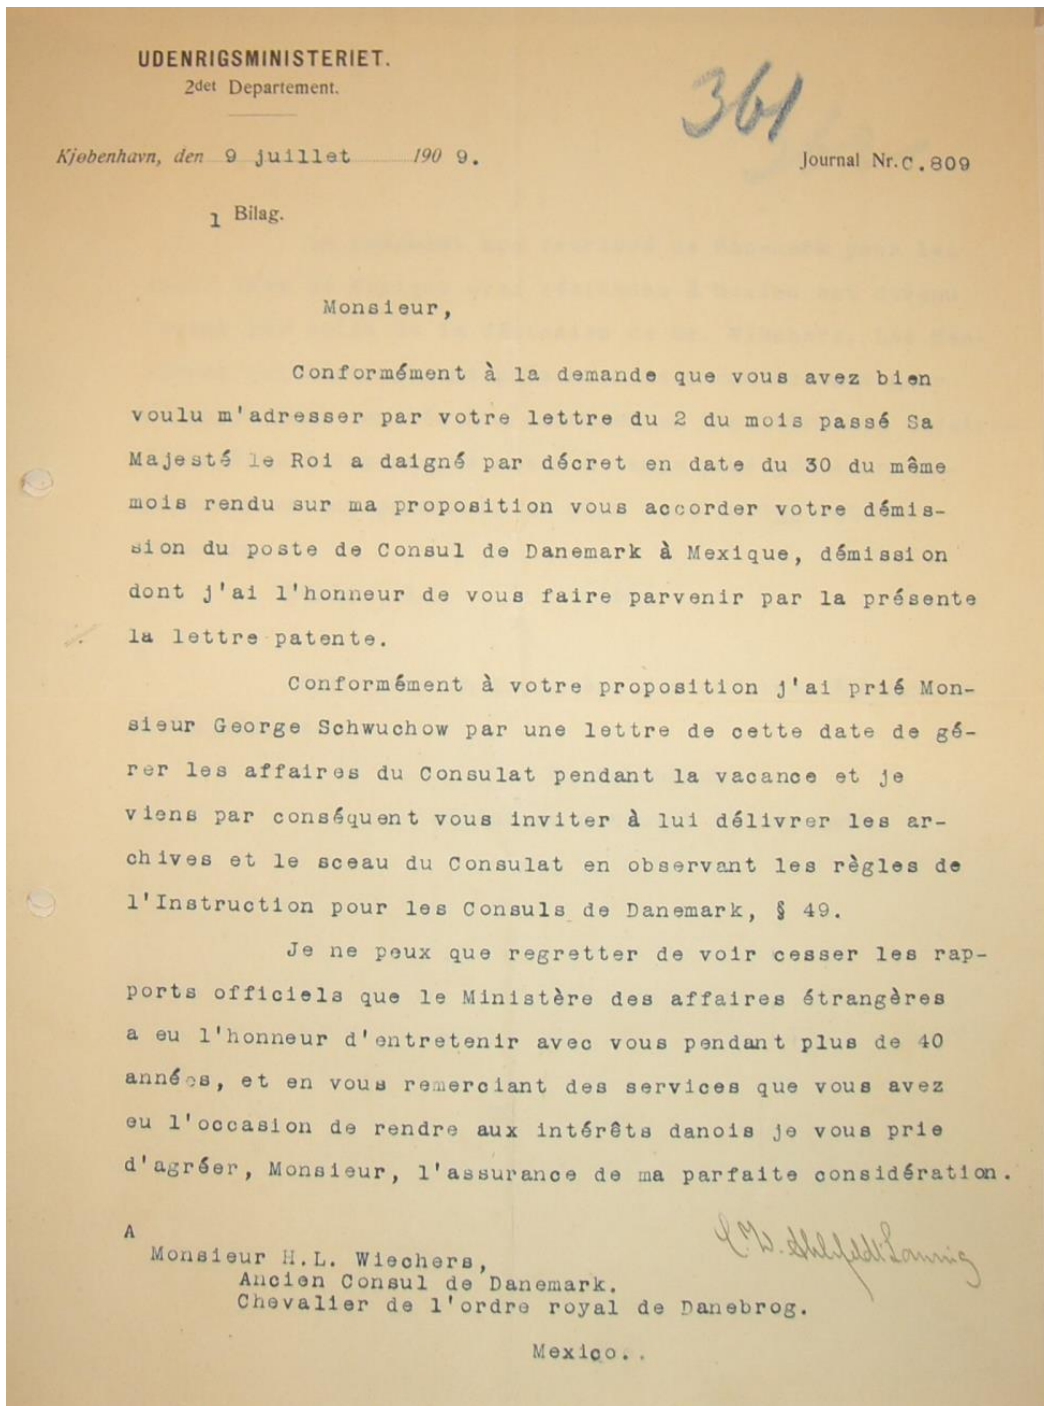 UDENRIGSMINISTERIET.
2det Departement.
361
Kjøbenhavn, den 9 juillet 1909.
Journal Nr. C.809
1 Bilag.
Monsieur,
Conformément à la demande que vous avez bien
voulu m'adresser par votre lettre du 2 du mois passé Sa
Majesté le Roi a daigné par décret en date du 30 du même
mois rendu sur ma proposition vous accorder votre démis-
sion du poste de Consul de Danemark à Mexique, démission
dont j'ai l'honneur de vous faire parvenir par la présente
la lettre patente.
Conformément à votre proposition j'ai prié Mon-
sieur George Schwuchow par une lettre de cette date de gé-
rer les affaires du Consulat pendant la vacance et je
viens par conséquent vous inviter à lui délivrer les ar-
chives et le sceau du Consulat en observant les règles de
l'Instruction pour les Consuls de Danemark, § 49.
Je ne peux que regretter de voir cesser les rap-
ports officiels que le Ministère des affaires étrangères
a eu l'honneur d'entretenir avec vous pendant plus de 40
années, et en vous remerciant des services que vous avez
eu l'occasion de rendre aux intérêts danois je vous prie
d'agréer, Monsieur, l'assurance de ma parfaite considération.
C.W. Ahlefeldt Laurvig
A
Monsieur H.L. Wiechers,
Ancien Consul de Danemark.
Chevalier de l'ordre royal de Danebrog.
Mexico..